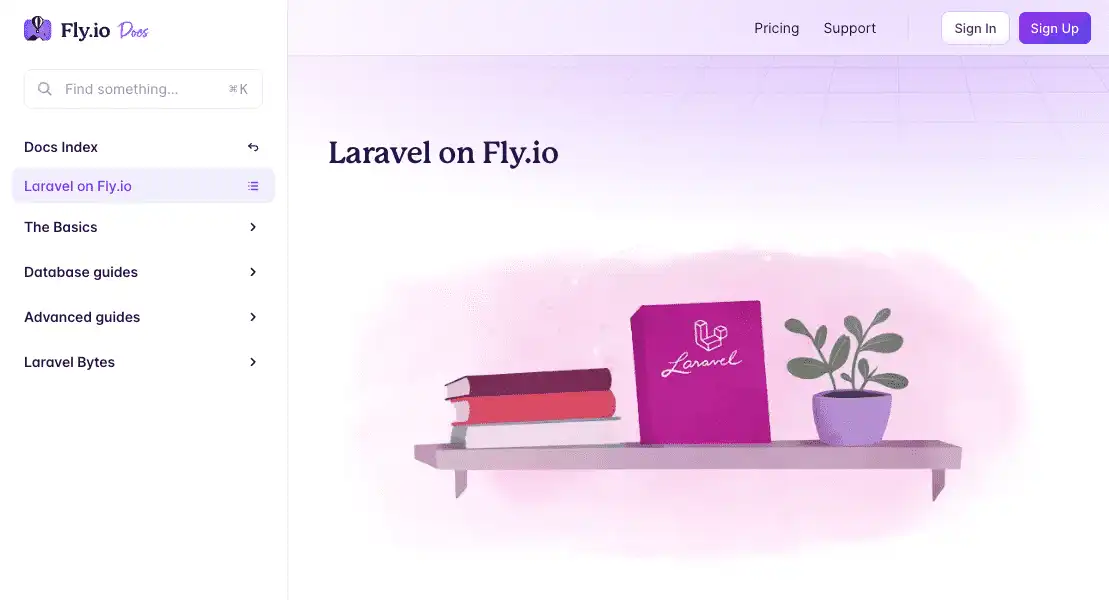 Fly.io Docs
Pricing
Support
Sign In
Sign Up
Find something...
⌘K
Docs Index
Laravel on Fly.io
The Basics
Database guides
Advanced guides
Laravel Bytes
Laravel on Fly.io
Laravel